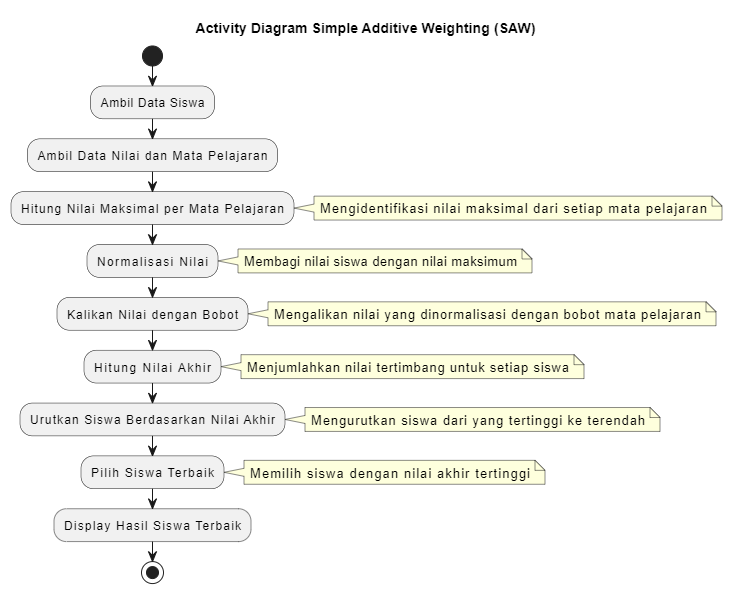 Activity Diagram Simple Additive Weighting (SAW)
Ambil Data Siswa
Ambil Data Nilai dan Mata Pelajaran
Hitung Nilai Maksimal per Mata Pelajaran
Mengidentifikasi nilai maksimal dari setiap mata pelajaran
Normalisasi Nilai
Membagi nilai siswa dengan nilai maksimum
Kalikan Nilai dengan Bobot
Mengalikan nilai yang dinormalisasi dengan bobot mata pelajaran
Hitung Nilai Akhir
Menjumlahkan nilai tertimbang untuk setiap siswa
Urutkan Siswa Berdasarkan Nilai Akhir
Mengurutkan siswa dari yang tertinggi ke terendah
Pilih Siswa Terbaik
Memilih siswa dengan nilai akhir tertinggi
Display Hasil Siswa Terbaik